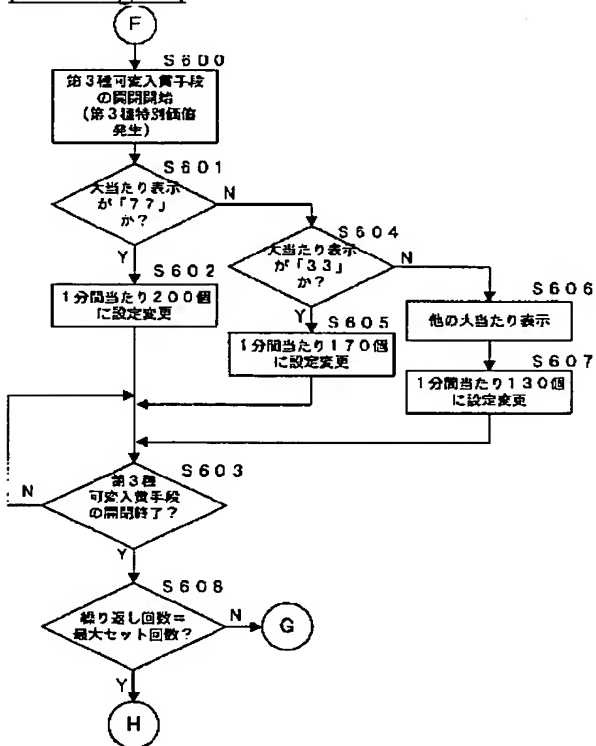 F
S600
第3種可変入賞手段
の開閉開始
(第3種特別価値
発生)
S601
大当たり表示
が「77」
か?
N
Y
S602
1分間当たり200個
に設定変更
S604
大当たり表示
が「33」
か?
N
Y
S605
1分間当たり170個
に設定変更
S606
他の大当たり表示
S607
1分間当たり130個
に設定変更
S603
第3種
可変入賞手段
の開閉終了?
N
Y
S608
繰り返し回数=
最大セット回数?
N
G
Y
H